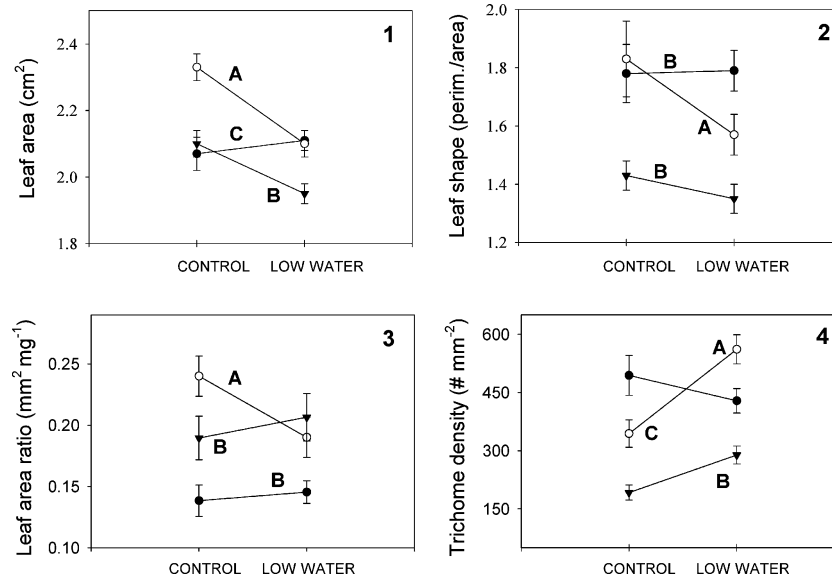 1
2.4
2.2
2.0
1.8
Leaf area (cm²)
A
C
B
CONTROL LOW WATER
2
2.0
1.8
1.6
1.4
1.2
Leaf shape (perim./area)
B
A
B
CONTROL LOW WATER
3
0.25
0.20
0.15
0.10
Leaf area ratio (mm² mg⁻¹)
A
B
B
CONTROL LOW WATER
4
600
450
300
150
Trichome density (# mm⁻²)
A
C
B
CONTROL LOW WATER